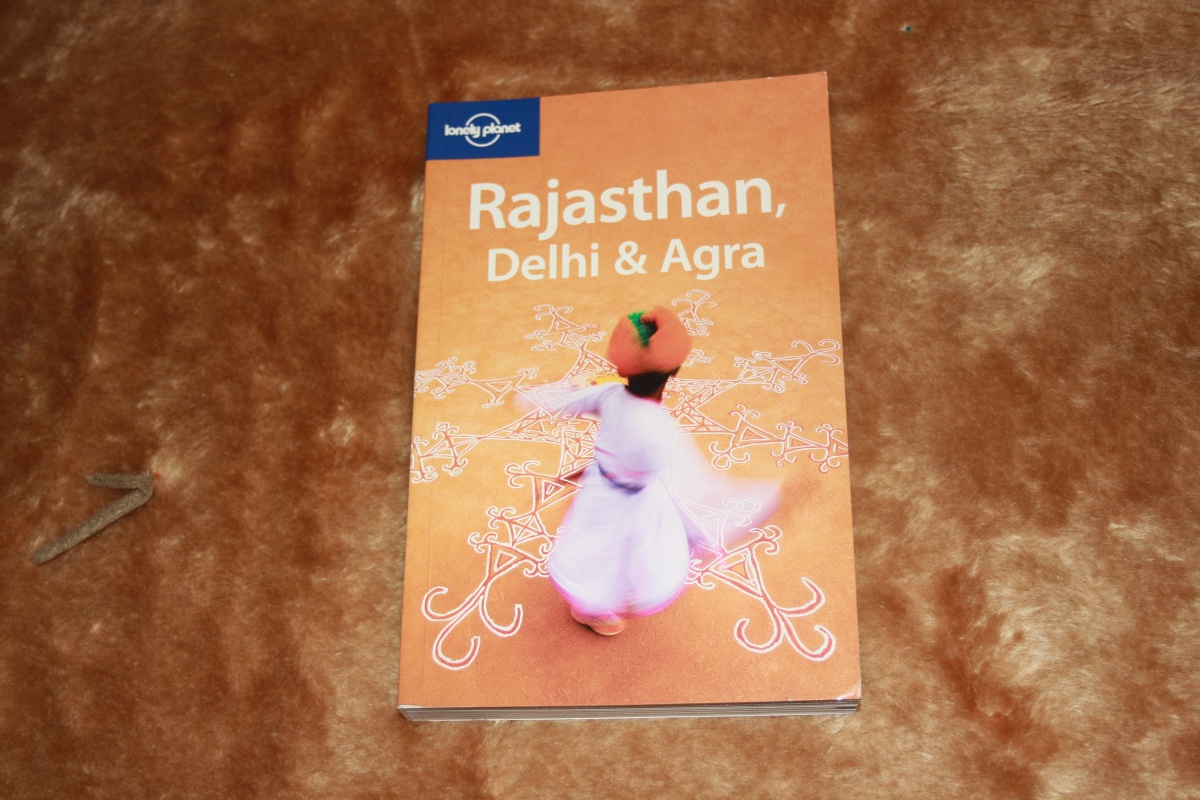 lonely planet
Rajasthan,
Delhi & Agra